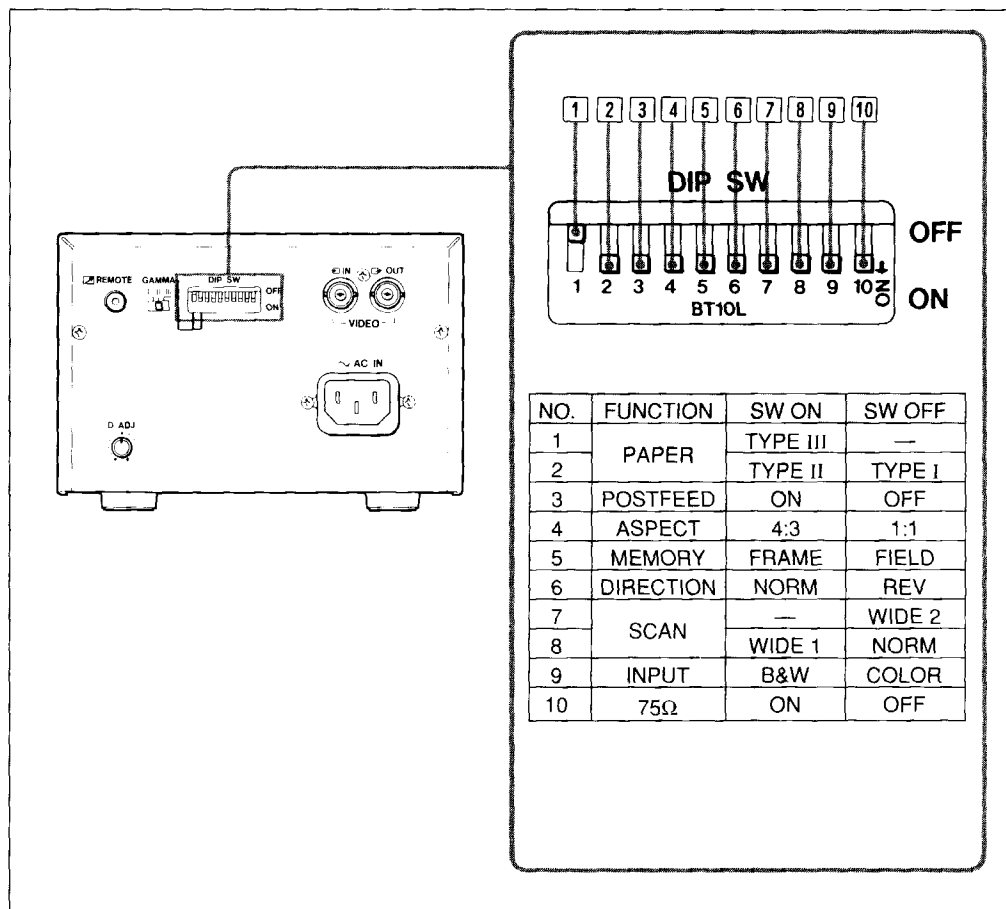 1 2 3 4 5 6 7 8 9 10
DIP SW
OFF
1 2 3 4 5 6 7 8 9 10 NO
BT10L
ON
REMOTE GAMMA DIP SW IN OUT
OFF
ON
VIDEO
~ AC IN
D ADJ
NO. FUNCTION SW ON SW OFF
1 PAPER TYPE III —
2 TYPE II TYPE I
3 POSTFEED ON OFF
4 ASPECT 4:3 1:1
5 MEMORY FRAME FIELD
6 DIRECTION NORM REV
7 SCAN — WIDE 2
8 WIDE 1 NORM
9 INPUT B&W COLOR
10 75Ω ON OFF